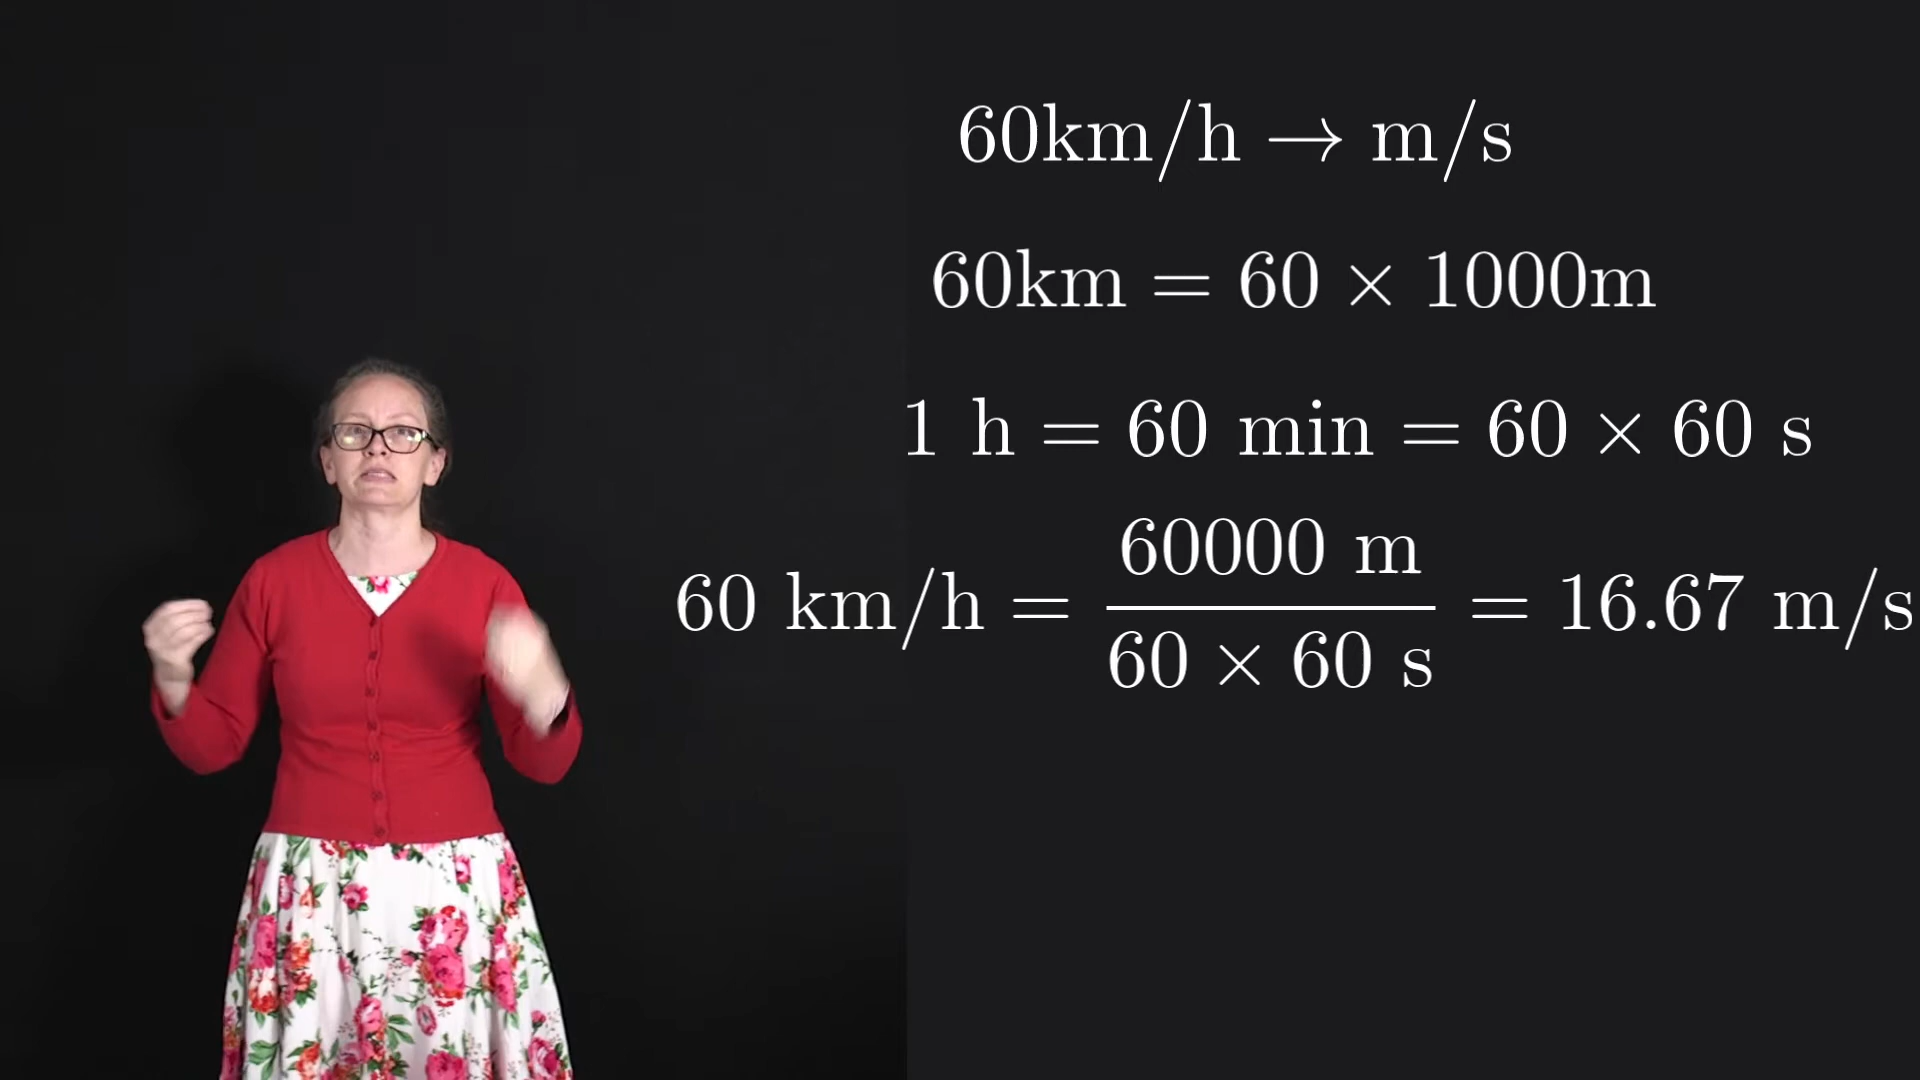 60km/h → m/s
60km = 60 × 1000m
1 h = 60 min = 60 × 60 s
60 km/h = 60000 m / 60 × 60 s = 16.67 m/s